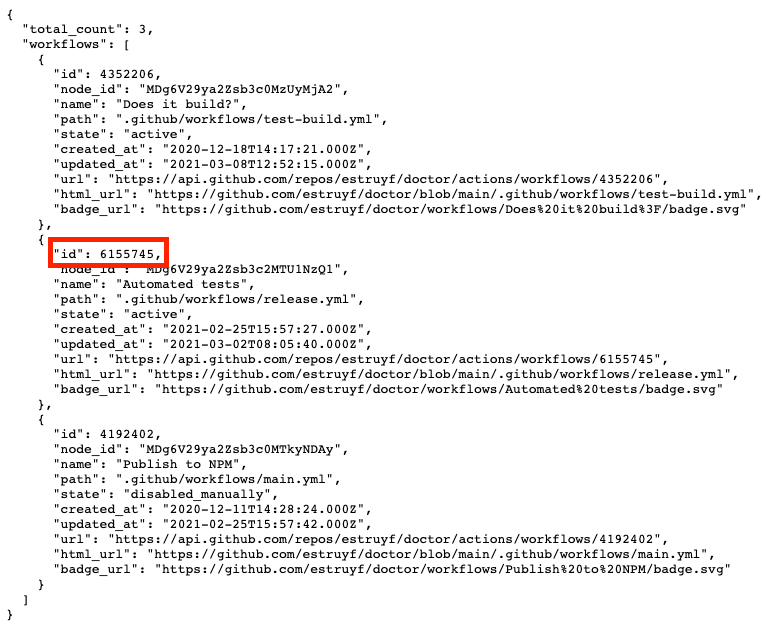 {
  "total_count": 3,
  "workflows": [
    {
      "id": 4352206,
      "node_id": "MDg6V29ya2Zsb3c0MzUyMjA2",
      "name": "Does it build?",
      "path": ".github/workflows/test-build.yml",
      "state": "active",
      "created_at": "2020-12-18T14:17:21.000Z",
      "updated_at": "2021-03-08T12:52:15.000Z",
      "url": "https://api.github.com/repos/estruyf/doctor/actions/workflows/4352206",
      "html_url": "https://github.com/estruyf/doctor/blob/main/.github/workflows/test-build.yml",
      "badge_url": "https://github.com/estruyf/doctor/workflows/Does%20it%20build%3F/badge.svg"
    },
    {
      "id": 6155745,
      "node_id": "MDg6V29ya2Zsb3c2MTU1NzQ1",
      "name": "Automated tests",
      "path": ".github/workflows/release.yml",
      "state": "active",
      "created_at": "2021-02-25T15:57:27.000Z",
      "updated_at": "2021-03-02T08:05:40.000Z",
      "url": "https://api.github.com/repos/estruyf/doctor/actions/workflows/6155745",
      "html_url": "https://github.com/estruyf/doctor/blob/main/.github/workflows/release.yml",
      "badge_url": "https://github.com/estruyf/doctor/workflows/Automated%20tests/badge.svg"
    },
    {
      "id": 4192402,
      "node_id": "MDg6V29ya2Zsb3c0MTkyNDAy",
      "name": "Publish to NPM",
      "path": ".github/workflows/main.yml",
      "state": "disabled_manually",
      "created_at": "2020-12-11T14:28:24.000Z",
      "updated_at": "2021-02-25T15:57:42.000Z",
      "url": "https://api.github.com/repos/estruyf/doctor/actions/workflows/4192402",
      "html_url": "https://github.com/estruyf/doctor/blob/main/.github/workflows/main.yml",
      "badge_url": "https://github.com/estruyf/doctor/workflows/Publish%20to%20NPM/badge.svg"
    }
  ]
}